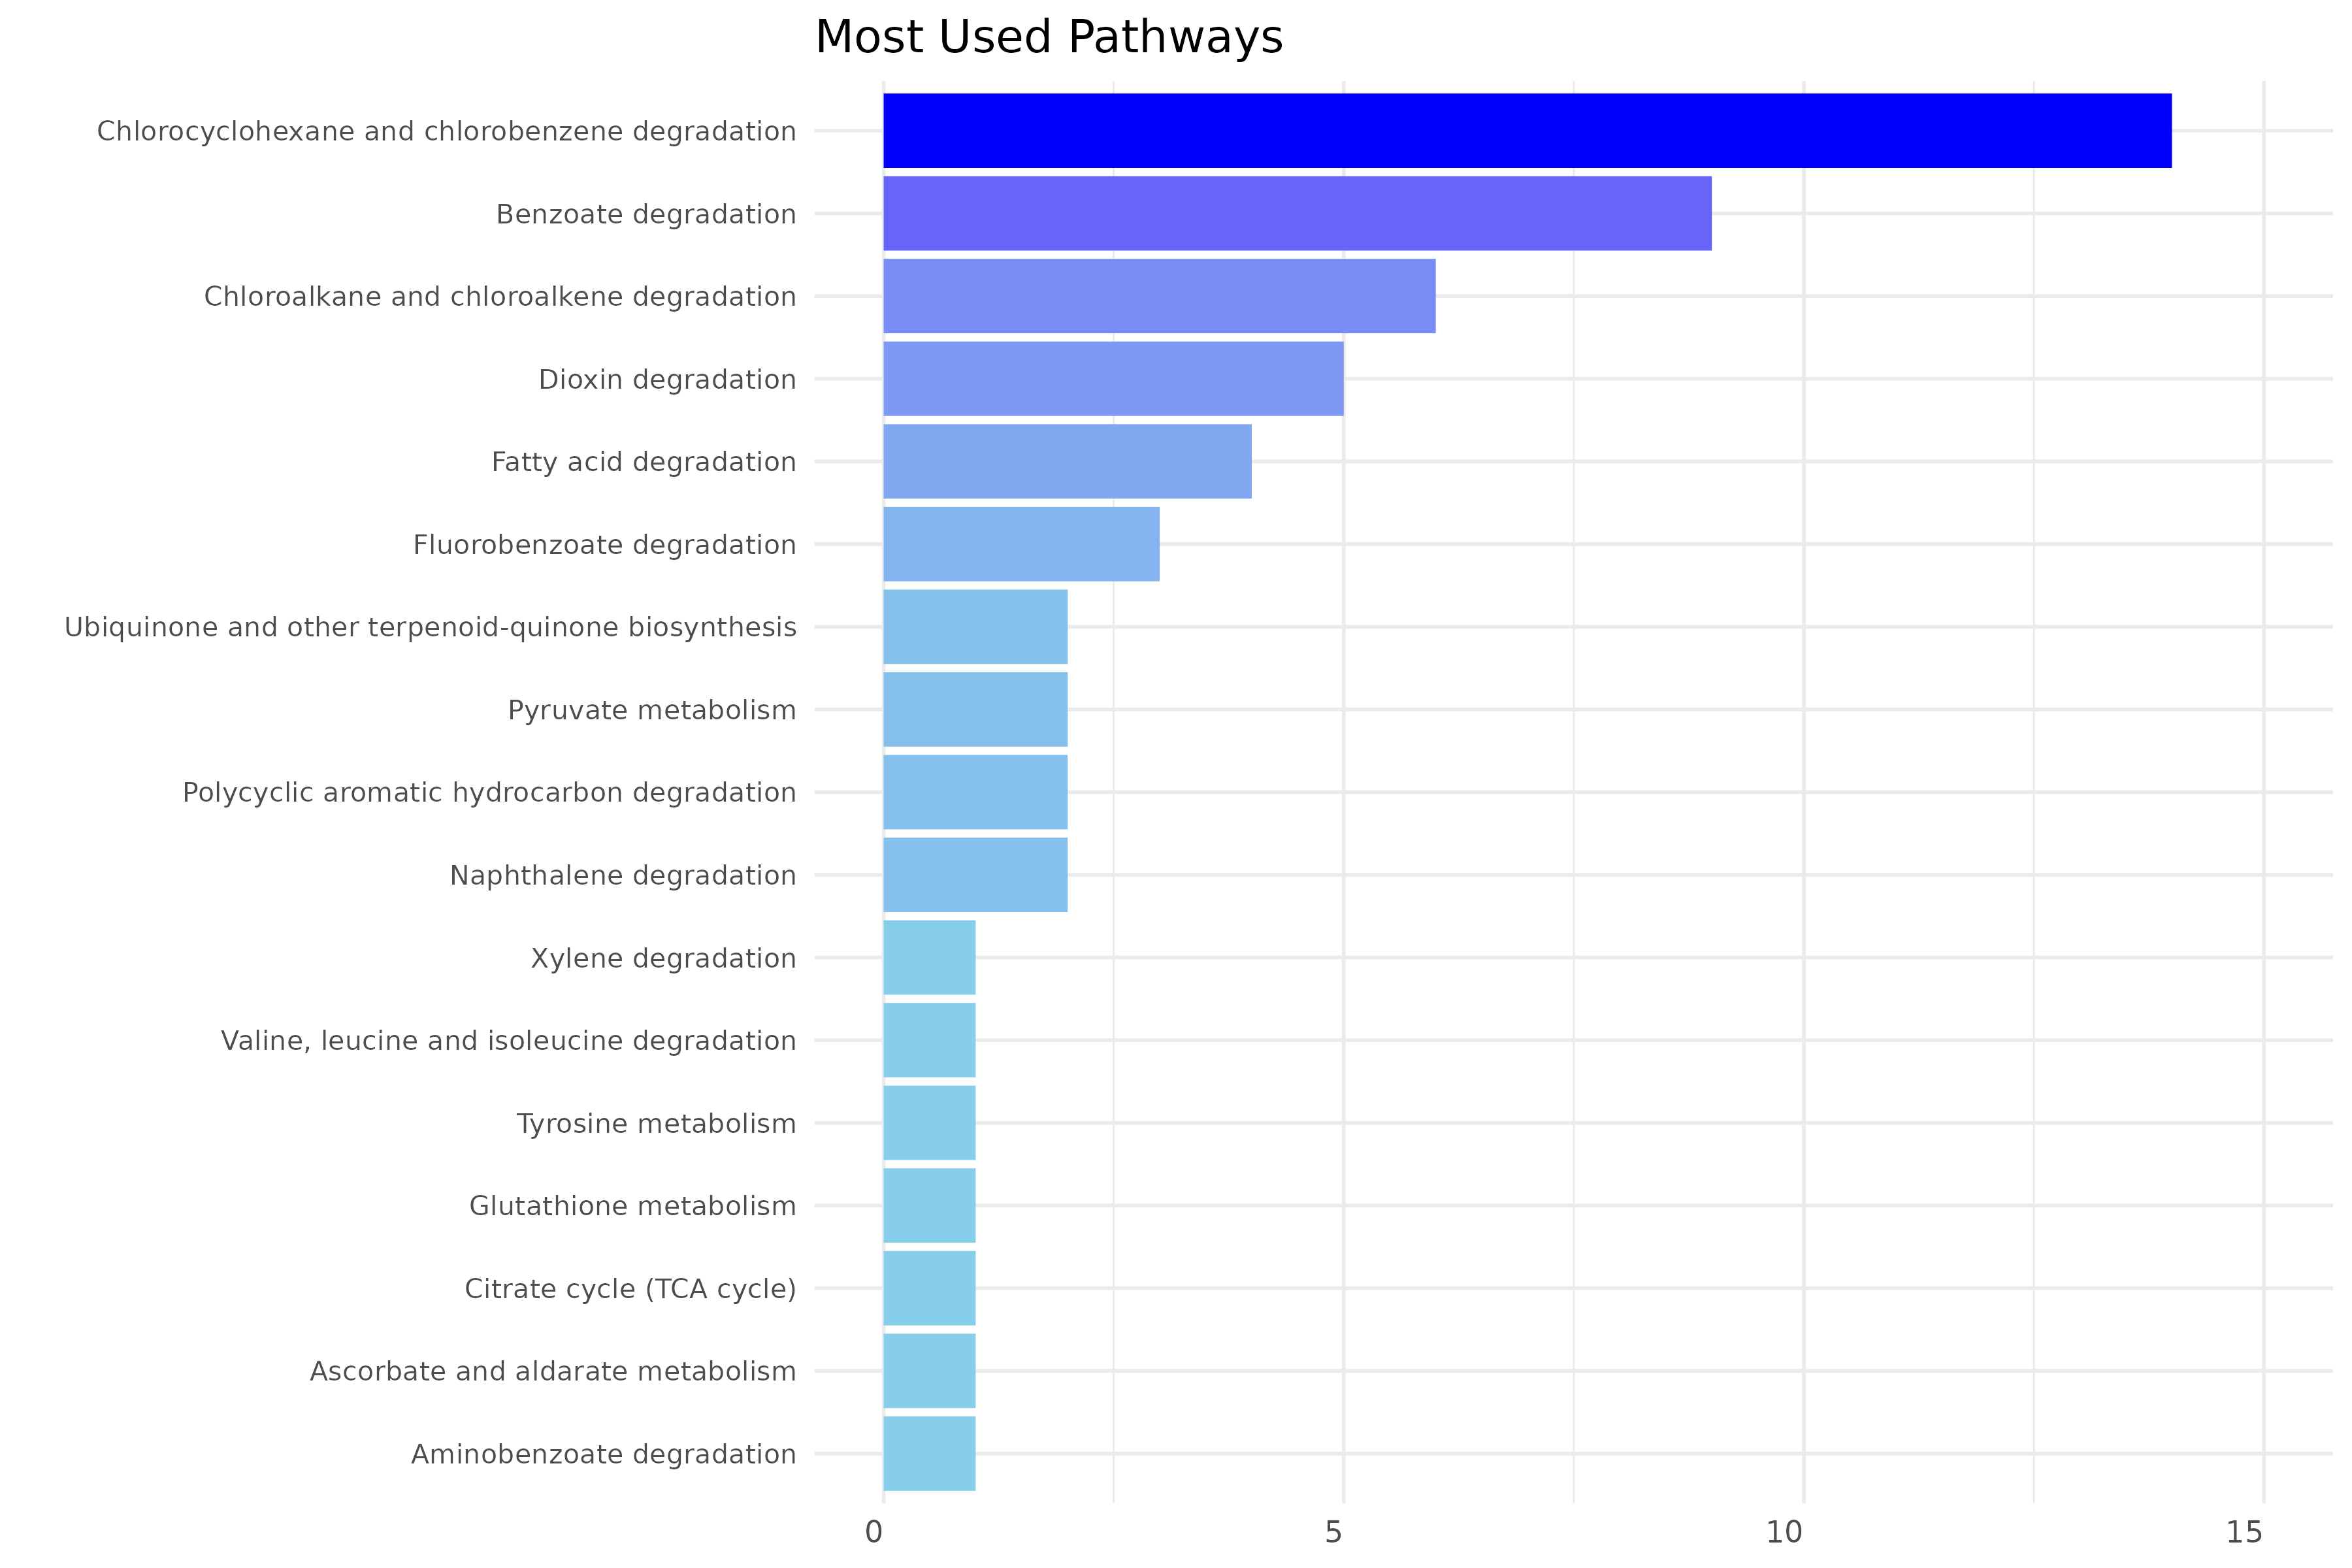 Most Used Pathways
Chlorocyclohexane and chlorobenzene degradation
Benzoate degradation
Chloroalkane and chloroalkene degradation
Dioxin degradation
Fatty acid degradation
Fluorobenzoate degradation
Ubiquinone and other terpenoid-quinone biosynthesis
Pyruvate metabolism
Polycyclic aromatic hydrocarbon degradation
Naphthalene degradation
Xylene degradation
Valine, leucine and isoleucine degradation
Tyrosine metabolism
Glutathione metabolism
Citrate cycle (TCA cycle)
Ascorbate and aldarate metabolism
Aminobenzoate degradation
0 5 10 15